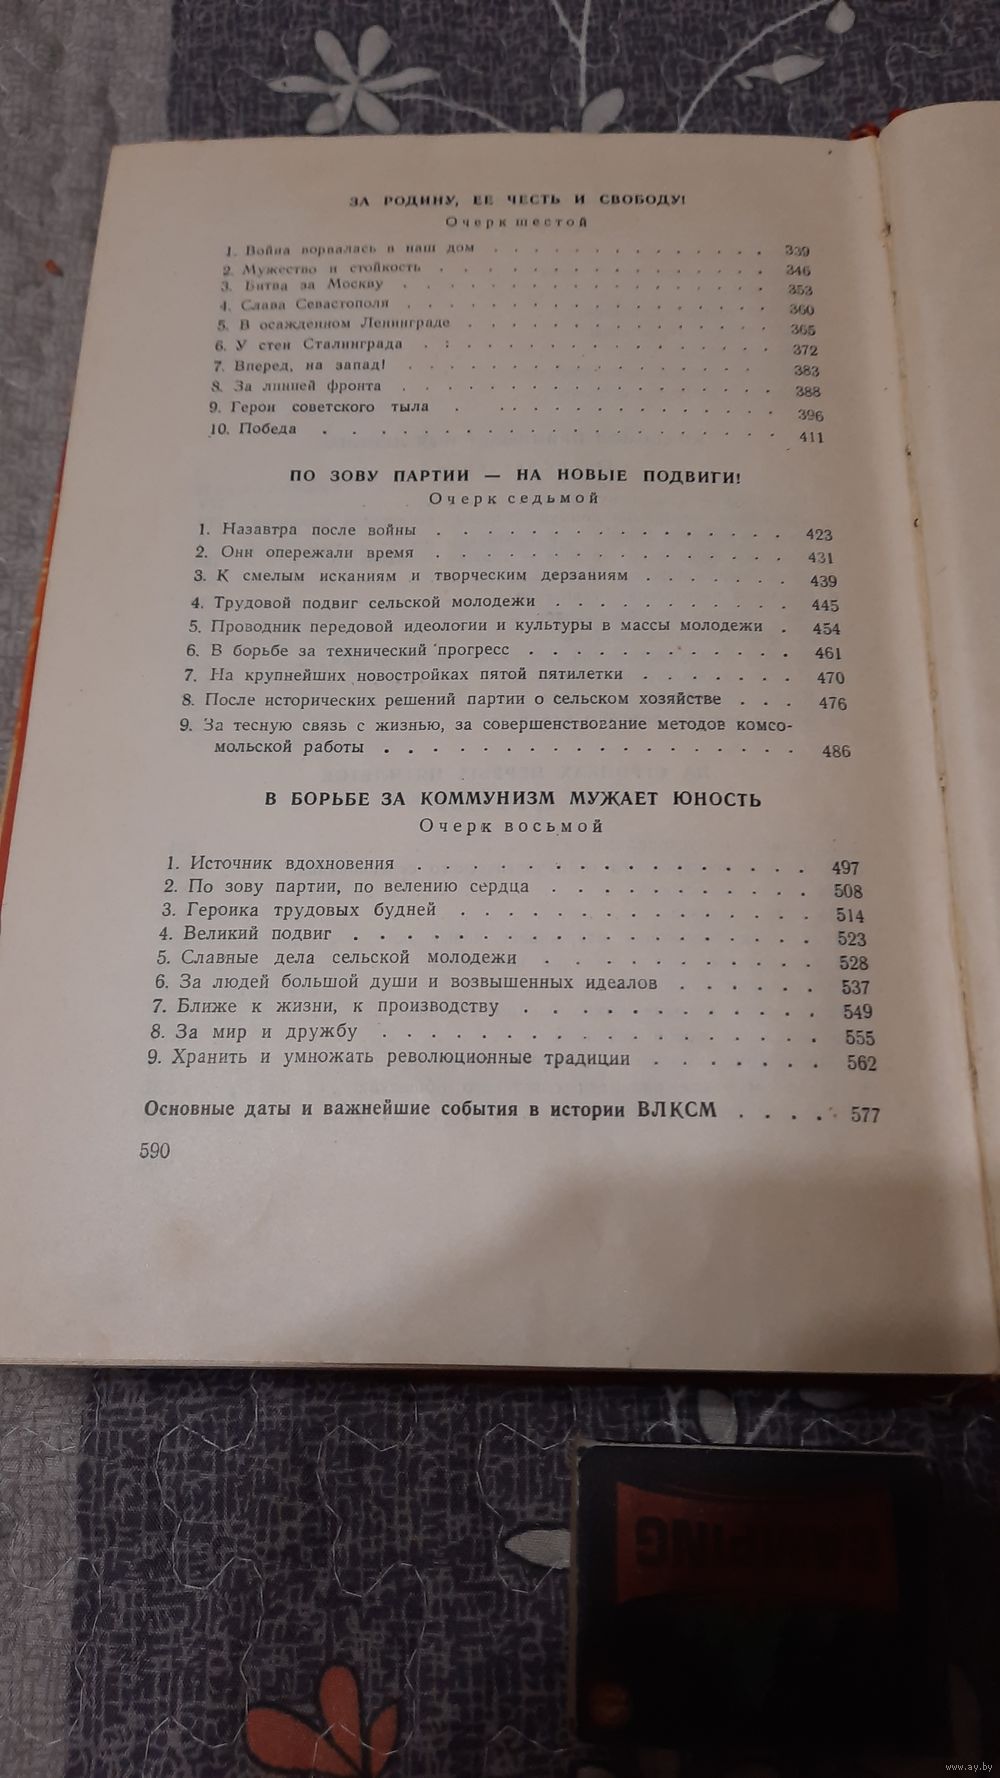 ЗА РОДИНУ, ЕЕ ЧЕСТЬ И СВОБОДУ!
Очерк шестой
1. Война ворвалась в наш дом . . . . . . . . . . . . . 339
2. Мужество и стойкость . . . . . . . . . . . . . . . 346
3. Битва за Москву . . . . . . . . . . . . . . . . . 353
4. Слава Севастополя . . . . . . . . . . . . . . . . . 360
5. В осажденном Ленинграде . . . . . . . . . . . . . . 365
6. У стен Сталинграда . : . . . . . . . . . . . . . . 372
7. Вперед, на запад! . . . . . . . . . . . . . . . . 383
8. За линией фронта . . . . . . . . . . . . . . . . . 388
9. Герои советского тыла . . . . . . . . . . . . . . 396
10. Победа . . . . . . . . . . . . . . . . . . . . 411
ПО ЗОВУ ПАРТИИ — НА НОВЫЕ ПОДВИГИ!
Очерк седьмой
1. Назавтра после войны . . . . . . . . . . . . . . . 423
2. Они опережали время . . . . . . . . . . . . . . . 431
3. К смелым исканиям и творческим дерзаниям . . . . . . . 439
4. Трудовой подвиг сельской молодежи . . . . . . . . . . . 445
5. Проводник передовой идеологии и культуры в массы молодежи . 454
6. В борьбе за технический прогресс . . . . . . . . . . . . 461
7. На крупнейших новостройках пятой пятилетки . . . . . . . 470
8. После исторических решений партии о сельском хозяйстве . . . 476
9. За тесную связь с жизнью, за совершенствование методов комсо-
мольской работы . . . . . . . . . . . . . . . . . 486
В БОРЬБЕ ЗА КОММУНИЗМ МУЖАЕТ ЮНОСТЬ
Очерк восьмой
1. Источник вдохновения . . . . . . . . . . . . . . 497
2. По зову партии, по велению сердца . . . . . . . . . . 508
3. Героика трудовых будней . . . . . . . . . . . . . 514
4. Великий подвиг . . . . . . . . . . . . . . . . . 523
5. Славные дела сельской молодежи . . . . . . . . . . 528
6. За людей большой души и возвышенных идеалов . . . . . . 537
7. Ближе к жизни, к производству . . . . . . . . . . . 549
8. За мир и дружбу . . . . . . . . . . . . . . . . 555
9. Хранить и умножать революционные традиции . . . . . . . 562
Основные даты и важнейшие события в истории ВЛКСМ . . . . 577
590
CAMPING
www.ay.by